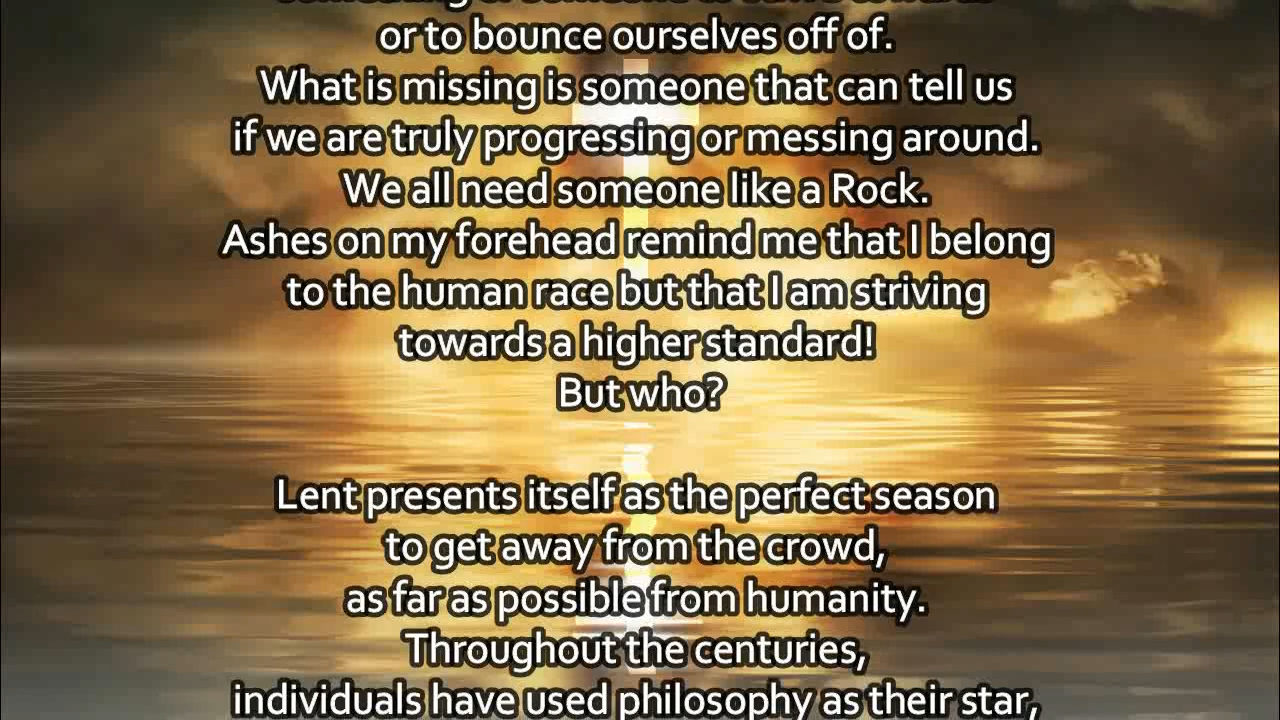 or to bounce ourselves off of.
What is missing is someone that can tell us
if we are truly progressing or messing around.
We all need someone like a Rock.
Ashes on my forehead remind me that I belong
to the human race but that I am striving
towards a higher standard!
But who?
Lent presents itself as the perfect season
to get away from the crowd,
as far as possible from humanity.
Throughout the centuries,
individuals have used philosophy as their star,